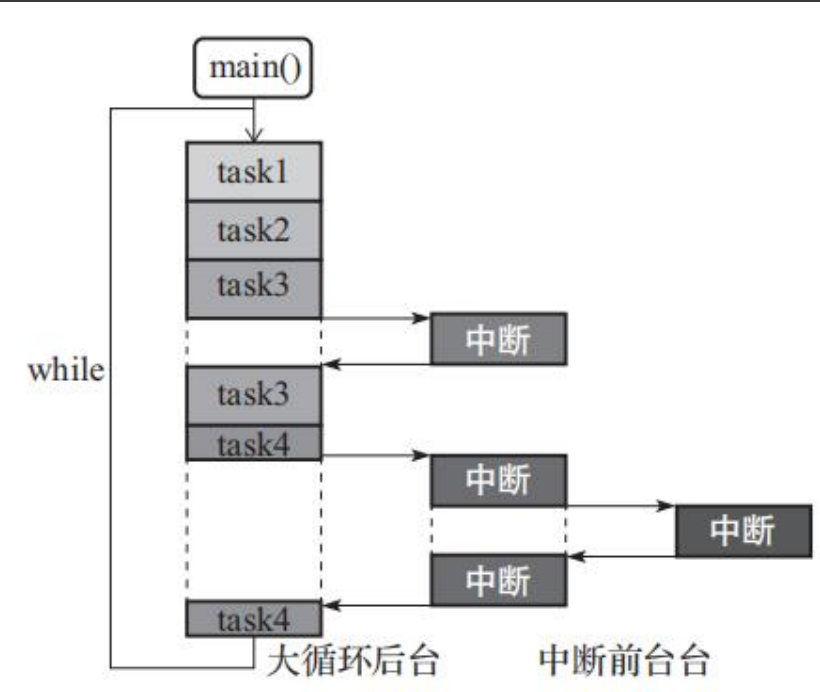 main()
task1
task2
task3
中断
while
task3
task4
中断
中断
中断
task4
大循环后台
中断前台台